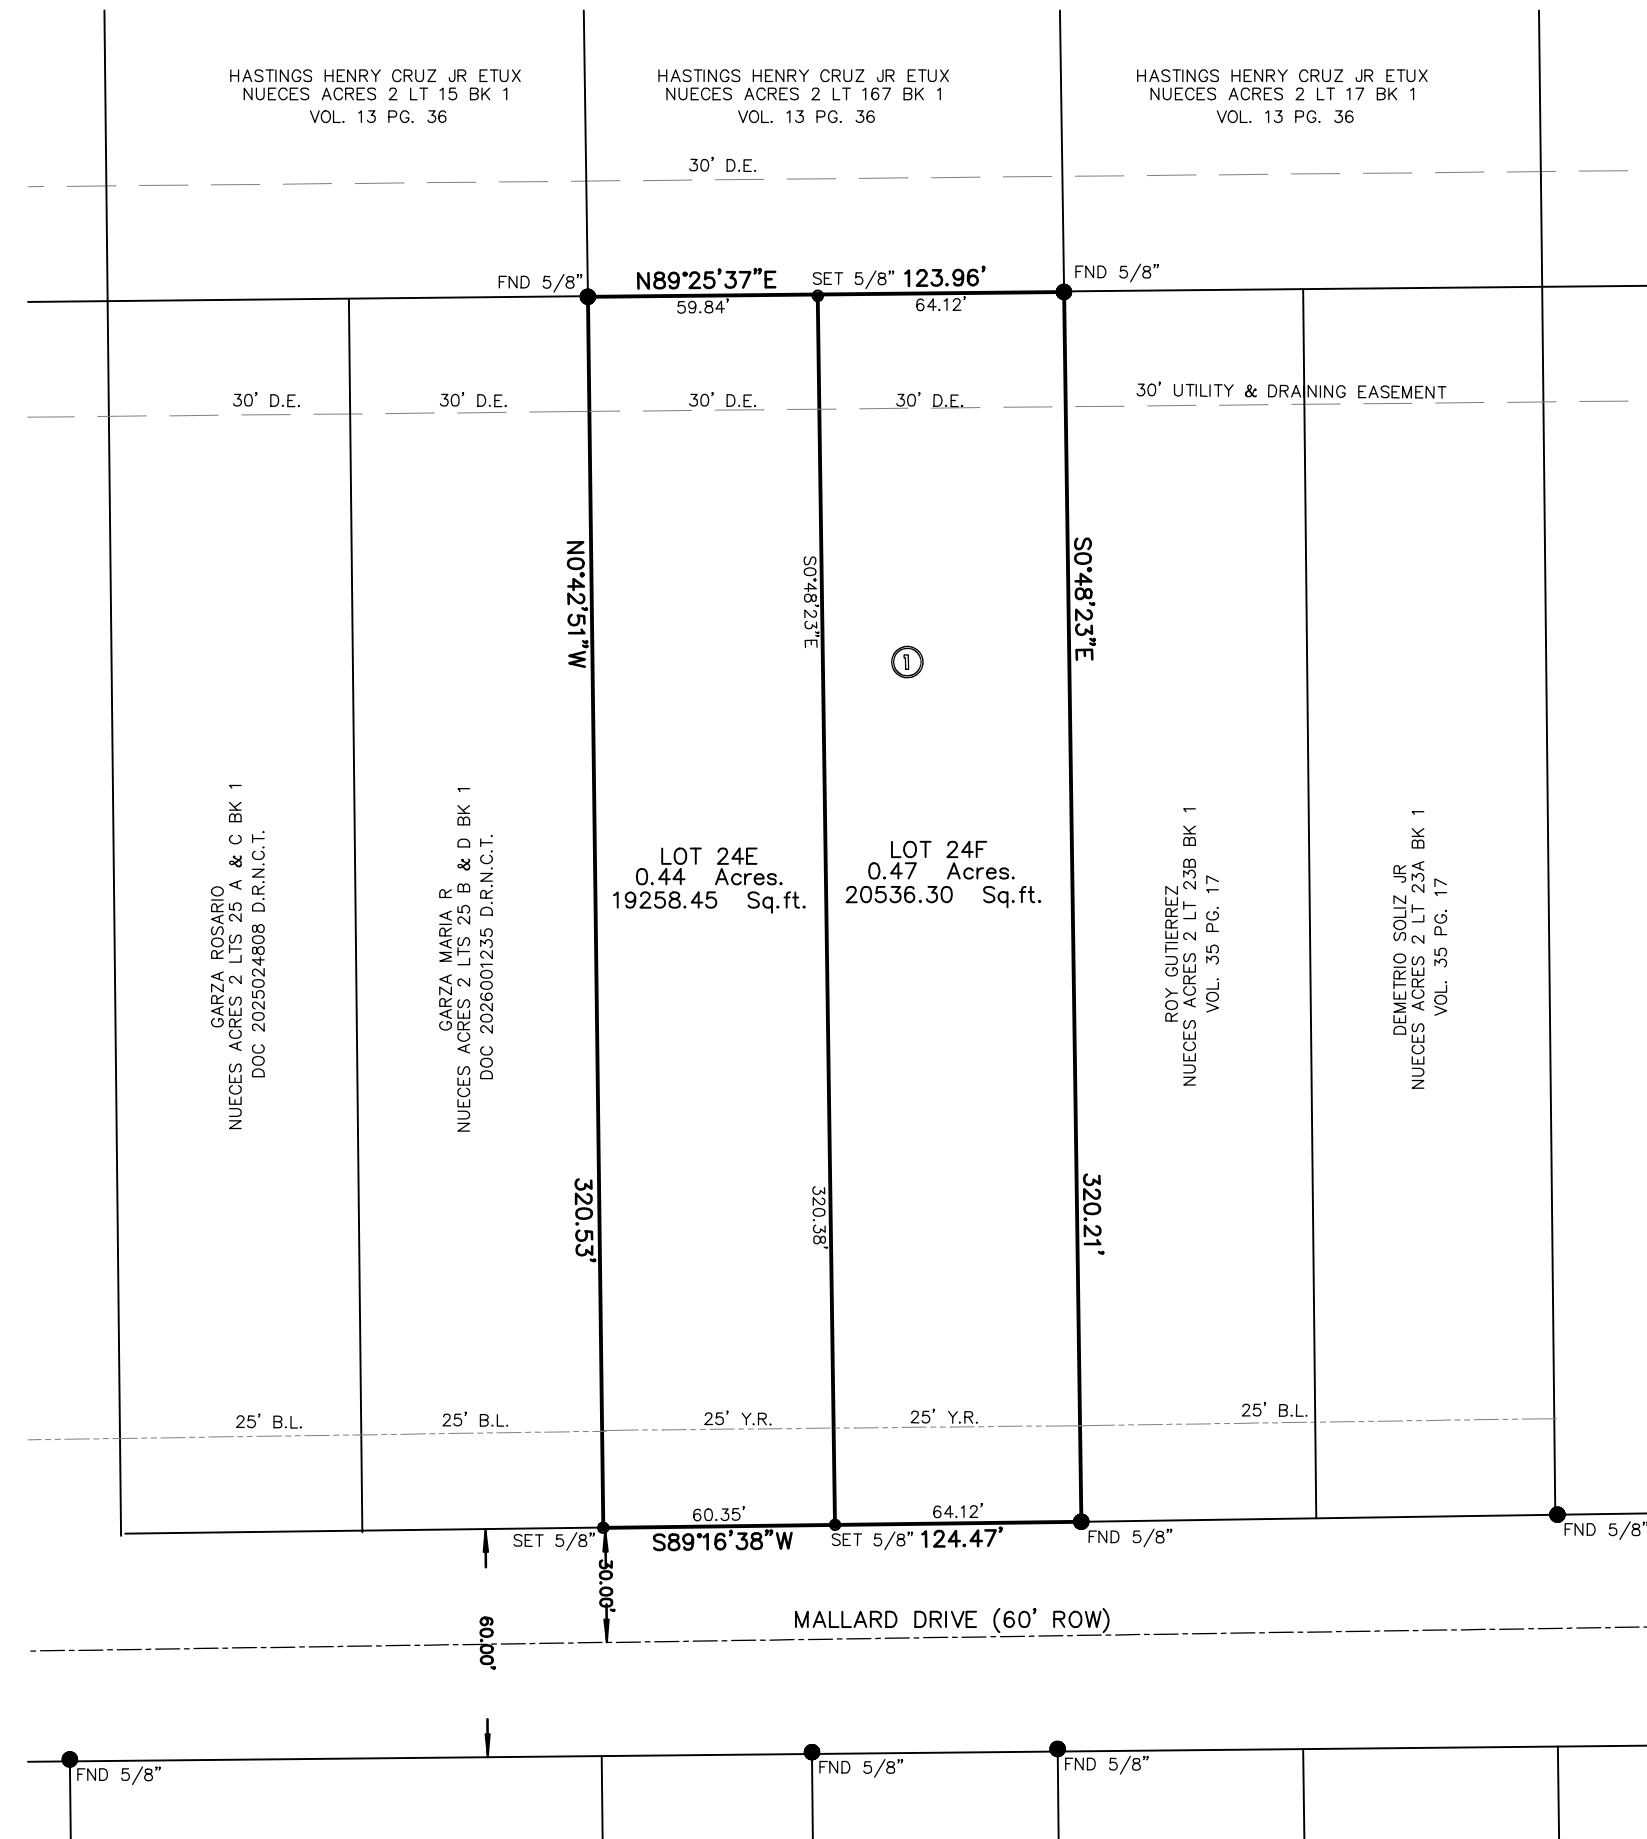 HASTINGS HENRY CRUZ JR ETUX
NUECES ACRES 2 LT 15 BK 1
VOL. 13 PG. 36
HASTINGS HENRY CRUZ JR ETUX
NUECES ACRES 2 LT 167 BK 1
VOL. 13 PG. 36
HASTINGS HENRY CRUZ JR ETUX
NUECES ACRES 2 LT 17 BK 1
VOL. 13 PG. 36
30' D.E.
FND 5/8"
N89°25'37"E
SET 5/8"
123.96'
FND 5/8"
59.84'
64.12'
30' D.E.
30' D.E.
30' D.E.
30' D.E.
30' UTILITY & DRAINING EASEMENT
N0°42'51"W
S0°48'23"E
S0°48'23"E
1
GARZA ROSARIO
NUECES ACRES 2 LTS 25 A & C BK 1
DOC 2025024808 D.R.N.C.T.
GARZA MARIA R
NUECES ACRES 2 LTS 25 B & D BK 1
DOC 2026001235 D.R.N.C.T.
LOT 24E
0.44 Acres.
19258.45 Sq.ft.
LOT 24F
0.47 Acres.
20536.30 Sq.ft.
ROY GUTIERREZ
NUECES ACRES 2 LT 23B BK 1
VOL. 35 PG. 17
DEMETRIO SOLIZ JR
NUECES ACRES 2 LT 23A BK 1
VOL. 35 PG. 17
320.53'
320.38'
320.21'
25' B.L.
25' B.L.
25' Y.R.
25' Y.R.
25' B.L.
60.35'
64.12'
SET 5/8"
S89°16'38"W
SET 5/8"
124.47'
FND 5/8"
FND 5/8"
30.00'
60.00'
MALLARD DRIVE (60' ROW)
FND 5/8"
FND 5/8"
FND 5/8"